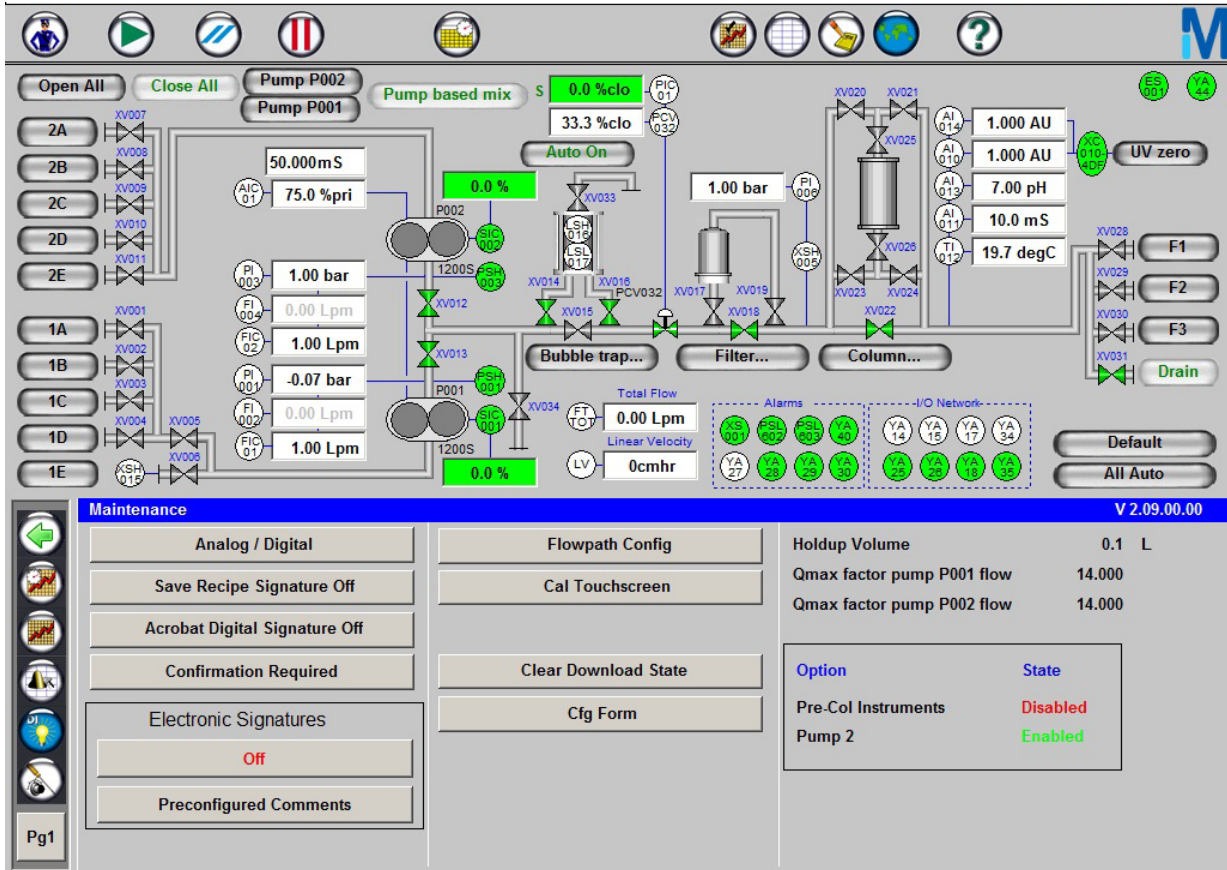 ?
M
Open All
Close All
Pump P002
Pump P001
Pump based mix
S
0.0 %clo
PIC 01
33.3 %clo
PCV 032
Auto On
XV020
XV021
ES 001
YA 44
XV007
2A
XV008
2B
XV009
2C
XV010
2D
XV011
2E
50.000mS
AIC 01
75.0 %pri
0.0 %
P002
SIC 002
1200S
PSH 003
PI 003
1.00 bar
FI 004
0.00 Lpm
FIC 02
1.00 Lpm
XV012
XV033
LSH 016
LSL 017
XV014
XV016
PCV032
XV015
1.00 bar
PI 006
XSH 005
XV017
XV019
XV018
XV025
XV026
XV023
XV024
XV022
AI 014
1.000 AU
AI 010
1.000 AU
XC 010- 4DF
UV zero
AI 013
7.00 pH
AI 011
10.0 mS
TI 012
19.7 degC
XV028
F1
XV029
F2
XV030
F3
XV031
Drain
XV001
1A
XV002
1B
XV003
1C
XV004
1D
XV005
1E
XSH 015
XV006
PI 001
-0.07 bar
FI 002
0.00 Lpm
FIC 01
1.00 Lpm
XV013
PSH 001
P001
SIC 001
1200S
0.0 %
XV034
Bubble trap...
Filter...
Column...
Total Flow
FT TOT
0.00 Lpm
Linear Velocity
LV
0cmhr
Alarms
XS 001
PSL 602
PSL 603
YA 40
YA 27
YA 28
YA 29
YA 30
I/O Network
YA 14
YA 15
YA 17
YA 34
YA 25
YA 26
YA 18
YA 35
Default
All Auto
Maintenance
V 2.09.00.00
Analog / Digital
Save Recipe Signature Off
Acrobat Digital Signature Off
Confirmation Required
Electronic Signatures
Off
Preconfigured Comments
Flowpath Config
Cal Touchscreen
Clear Download State
Cfg Form
Holdup Volume 0.1 L
Qmax factor pump P001 flow 14.000
Qmax factor pump P002 flow 14.000
Option State
Pre-Col Instruments Disabled
Pump 2 Enabled
Pg1